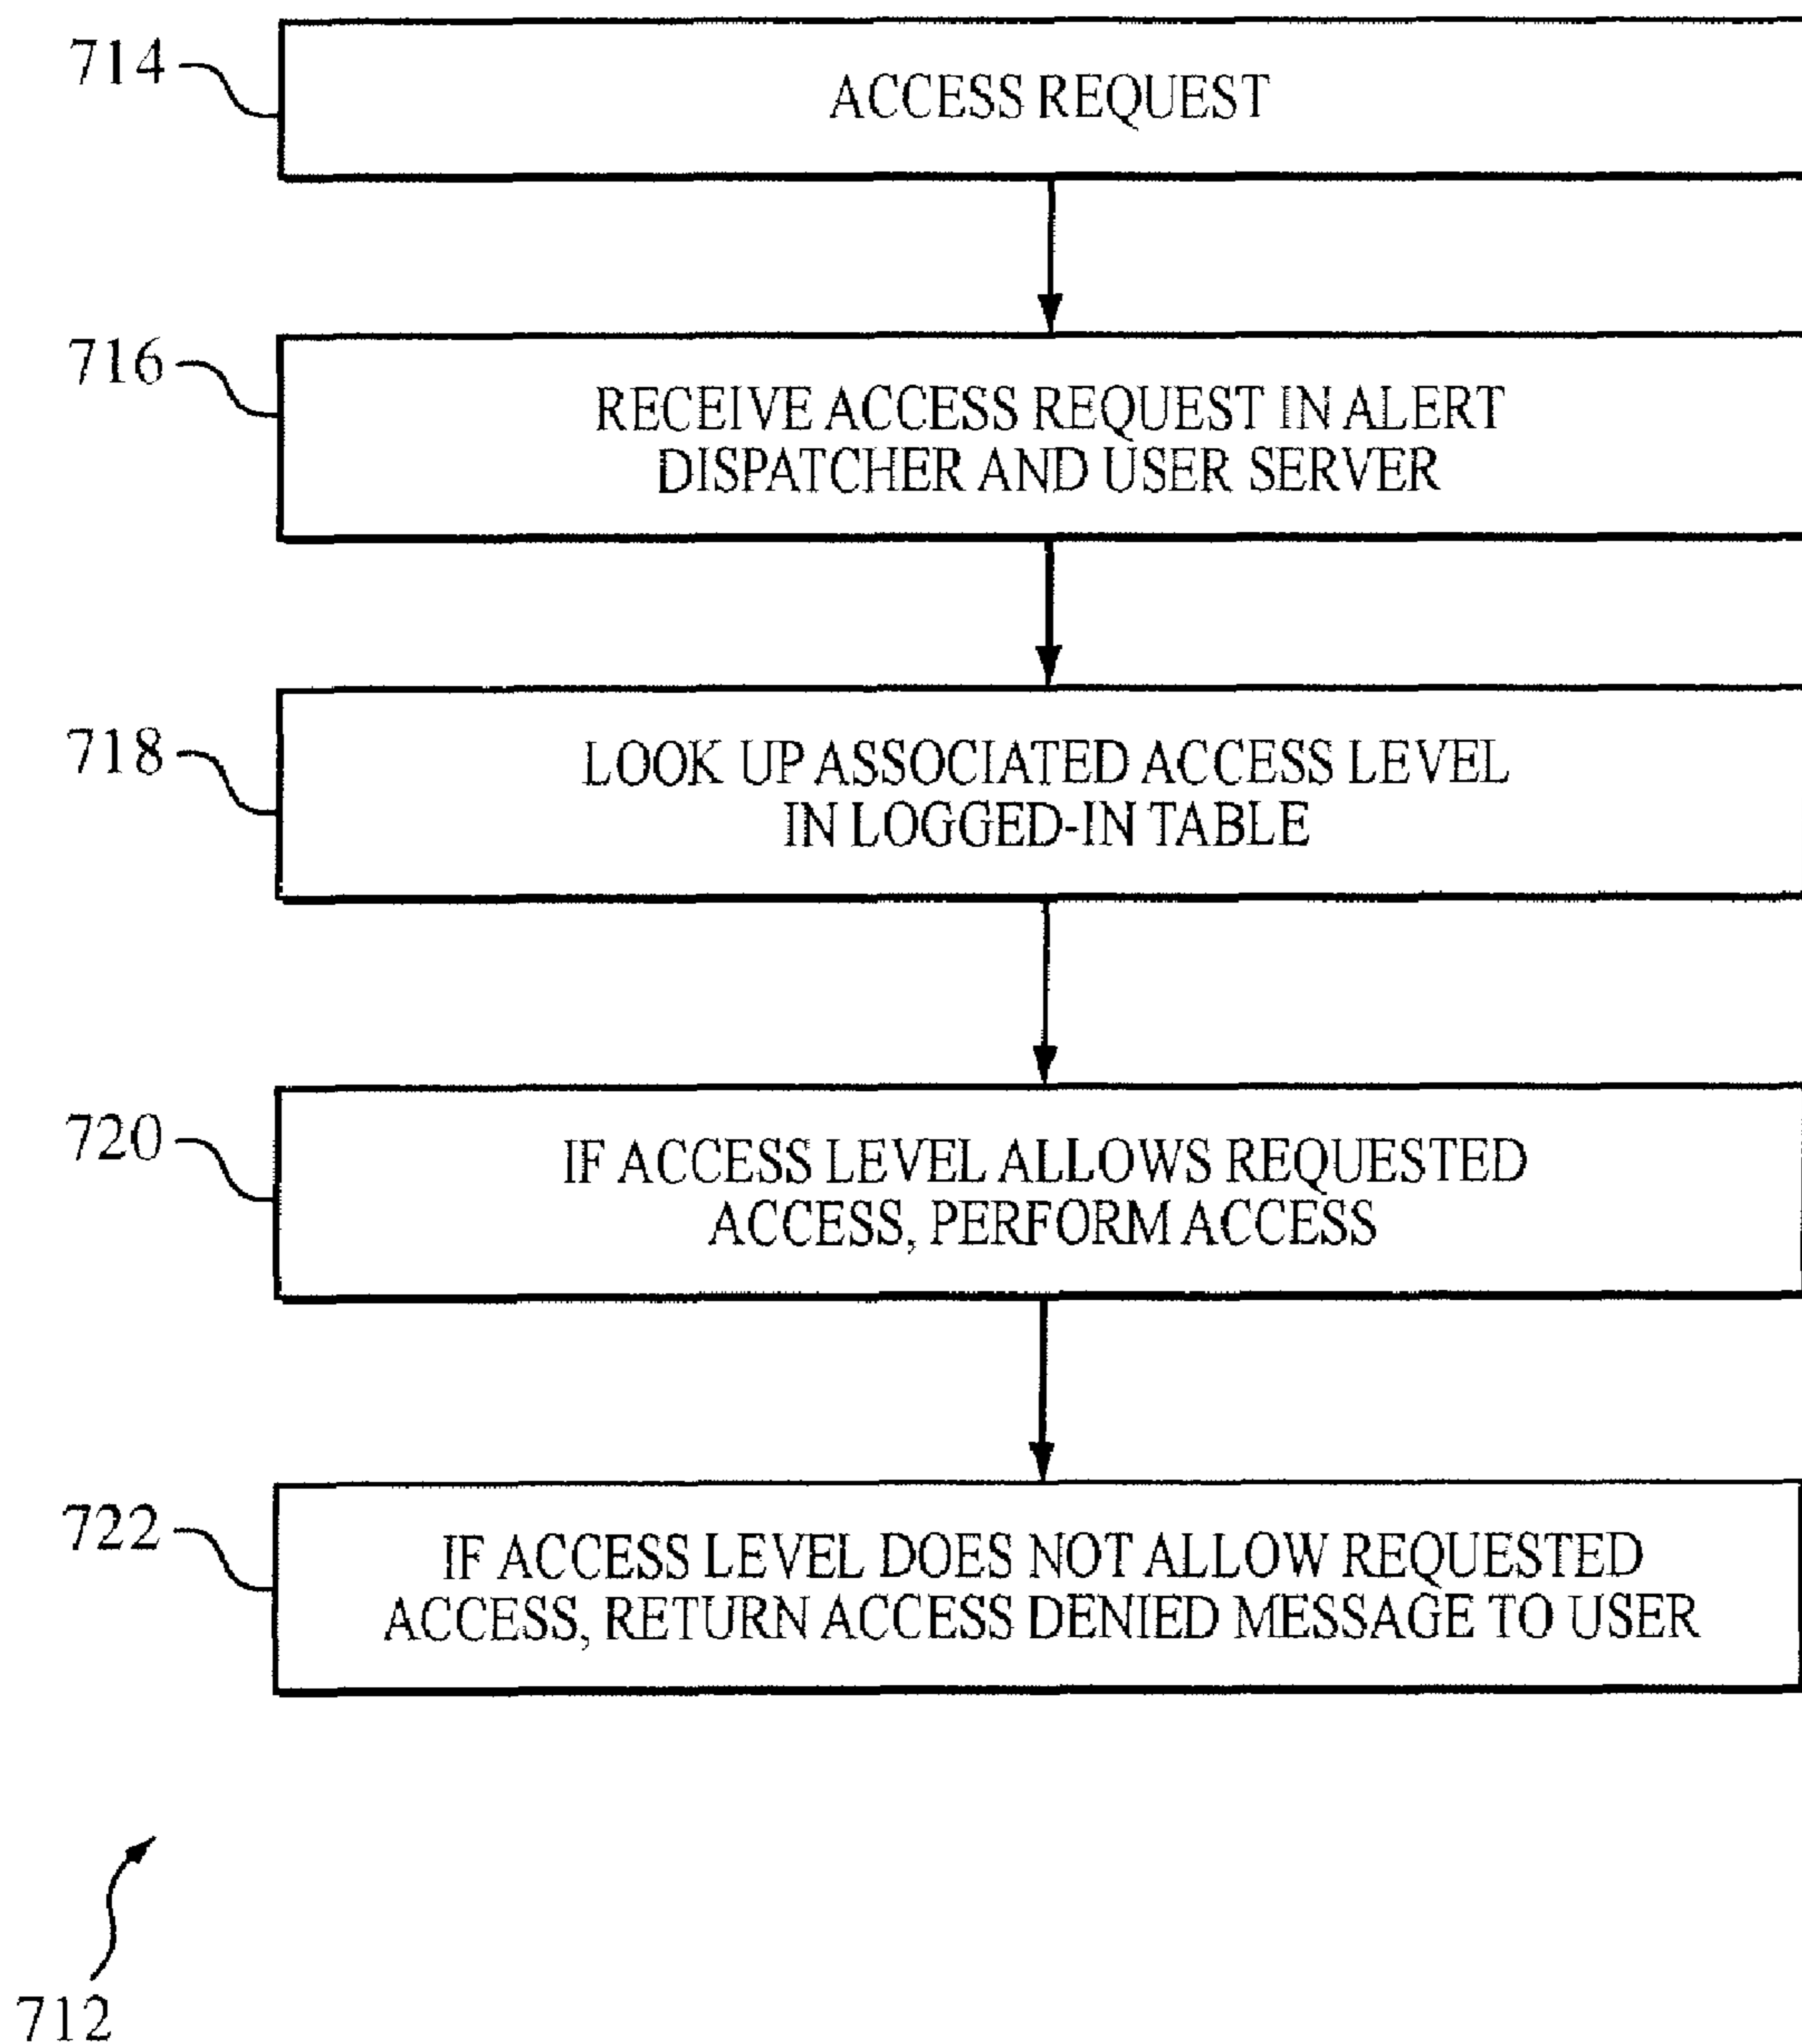 714
ACCESS REQUEST
716
RECEIVE ACCESS REQUEST IN ALERT
DISPATCHER AND USER SERVER
718
LOOK UP ASSOCIATED ACCESS LEVEL
IN LOGGED-IN TABLE
720
IF ACCESS LEVEL ALLOWS REQUESTED
ACCESS, PERFORM ACCESS
722
IF ACCESS LEVEL DOES NOT ALLOW REQUESTED
ACCESS, RETURN ACCESS DENIED MESSAGE TO USER
712